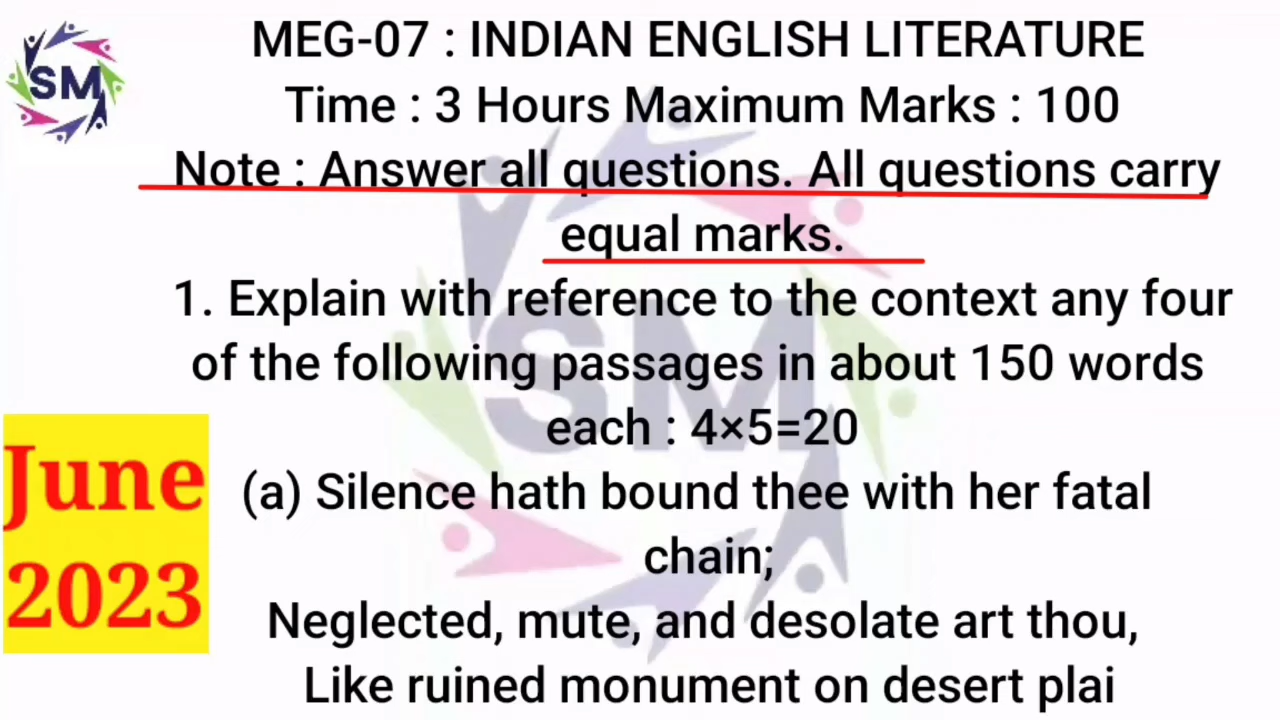 SM
MEG-07 : INDIAN ENGLISH LITERATURE
Time : 3 Hours Maximum Marks : 100
Note : Answer all questions. All questions carry
equal marks.
1. Explain with reference to the context any four
of the following passages in about 150 words
each : 4×5=20
June
2023
(a) Silence hath bound thee with her fatal
chain;
Neglected, mute, and desolate art thou,
Like ruined monument on desert plai
SM